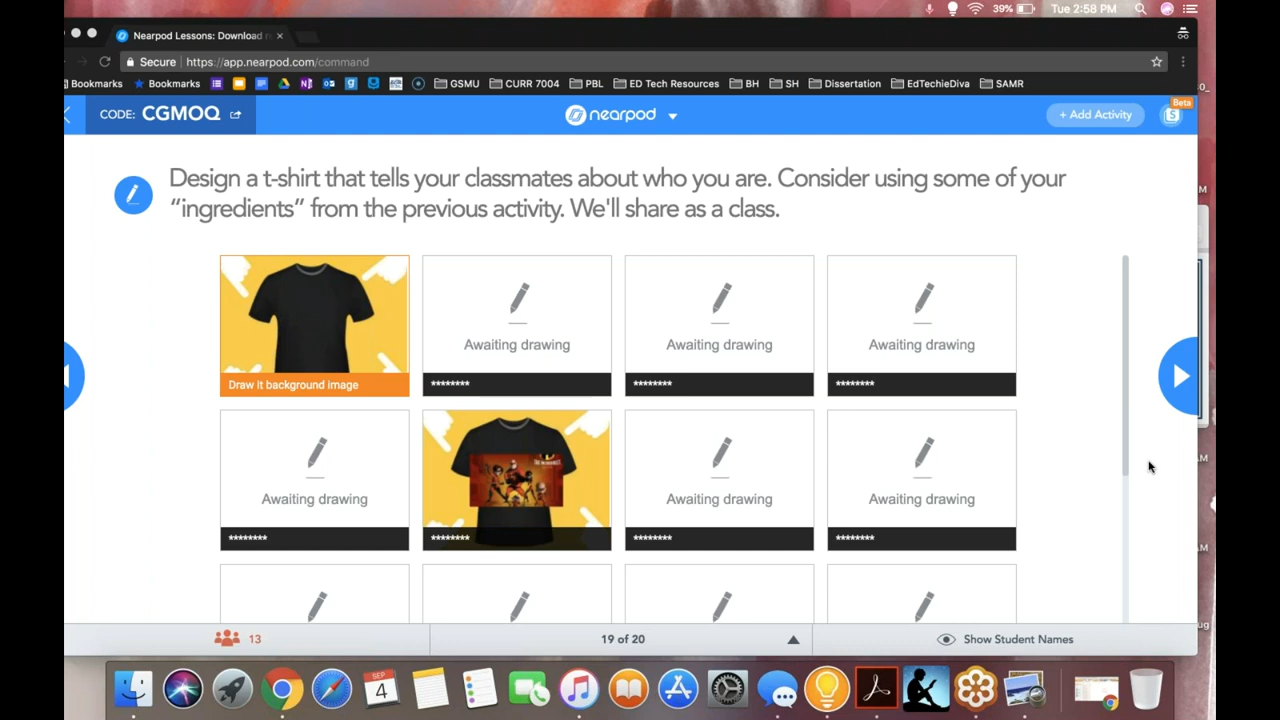 39%
Tue 2:58 PM
Nearpod Lessons: Download
Secure
https://app.nearpod.com/command
Bookmarks
Bookmarks
GSMU
CURR 7004
PBL
ED Tech Resources
BH
SH
Dissertation
EdTechieDiva
SAMR
CODE: CGMOQ
nearpod
+ Add Activity
Beta
5
Design a t-shirt that tells your classmates about who you are. Consider using some of your
“ingredients” from the previous activity. We'll share as a class.
Awaiting drawing
Awaiting drawing
Awaiting drawing
Draw It background image
********
********
********
Awaiting drawing
Awaiting drawing
Awaiting drawing
********
********
********
********
13
19 of 20
Show Student Names
SEP
4